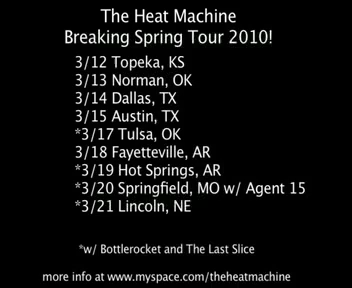 The Heat Machine
Breaking Spring Tour 2010!
3/12 Topeka, KS
3/13 Norman, OK
3/14 Dallas, TX
3/15 Austin, TX
*3/17 Tulsa, OK
3/18 Fayetteville, AR
*3/19 Hot Springs, AR
*3/20 Springfield, MO w/ Agent 15
*3/21 Lincoln, NE
*w/ Bottlerocket and The Last Slice
more info at www.myspace.com/theheatmachine